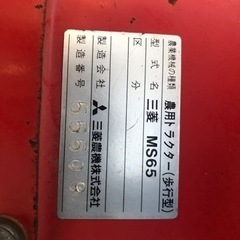 農業機械の種類 農用トラクター(歩行型)
型式名 三菱 MS65
区分
製造会社 三菱農機株式会社
製造番号 55509